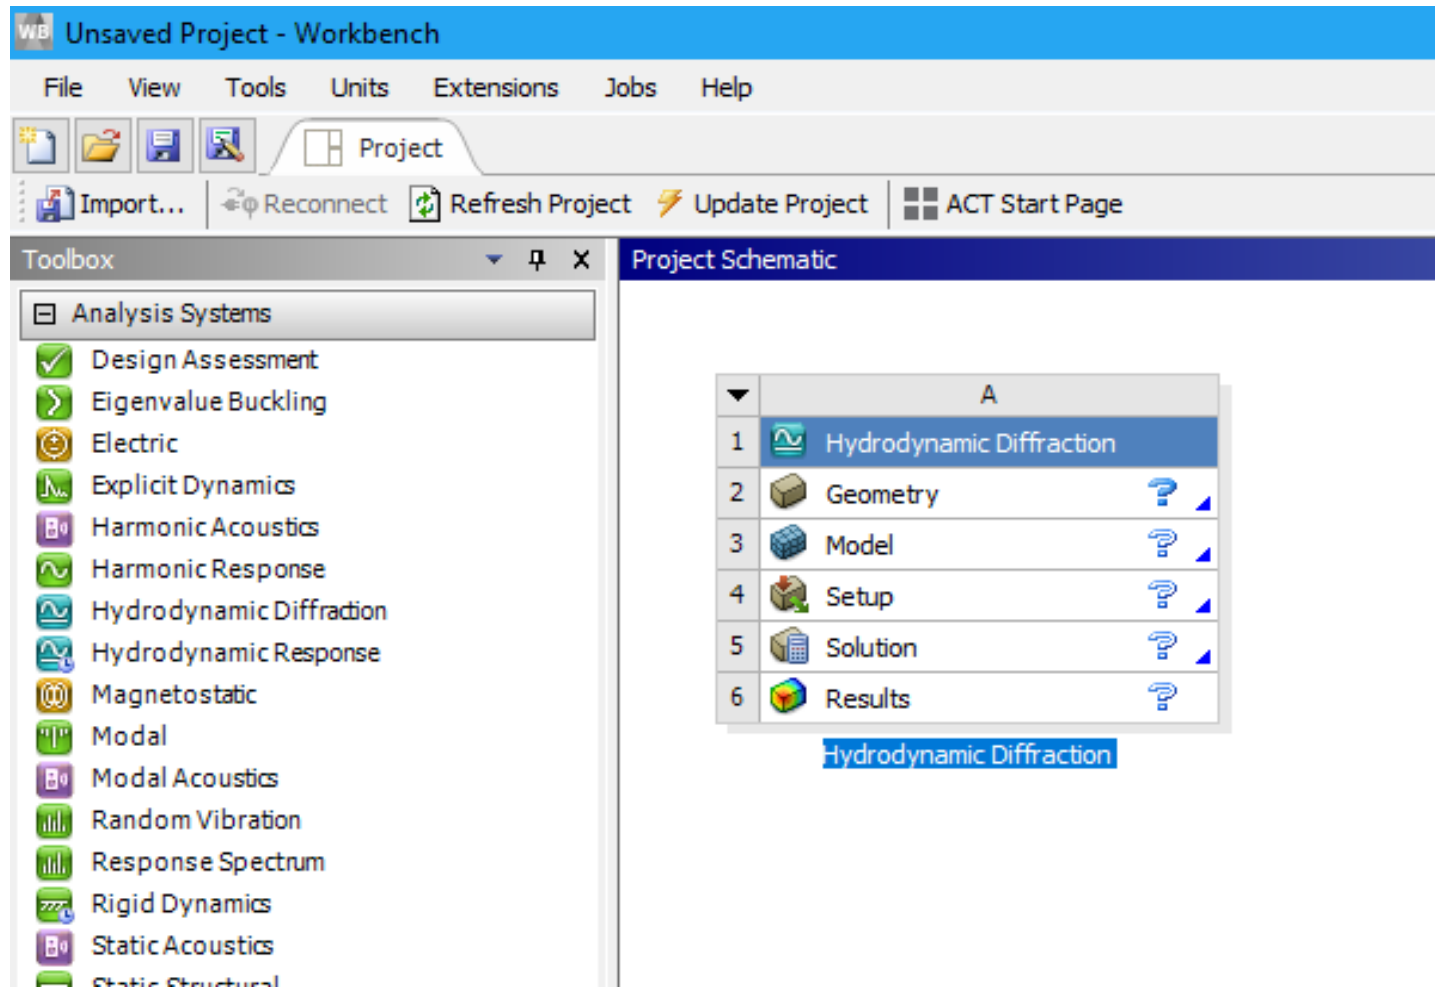 WB Unsaved Project - Workbench
File View Tools Units Extensions Jobs Help
Project
Import... Reconnect Refresh Project Update Project ACT Start Page
Toolbox
Project Schematic
Analysis Systems
Design Assessment
Eigenvalue Buckling
Electric
Explicit Dynamics
Harmonic Acoustics
Harmonic Response
Hydrodynamic Diffraction
Hydrodynamic Response
Magnetostatic
Modal
Modal Acoustics
Random Vibration
Response Spectrum
Rigid Dynamics
Static Acoustics
Static Structural
A
1 Hydrodynamic Diffraction
2 Geometry ?
3 Model ?
4 Setup ?
5 Solution ?
6 Results ?
Hydrodynamic Diffraction